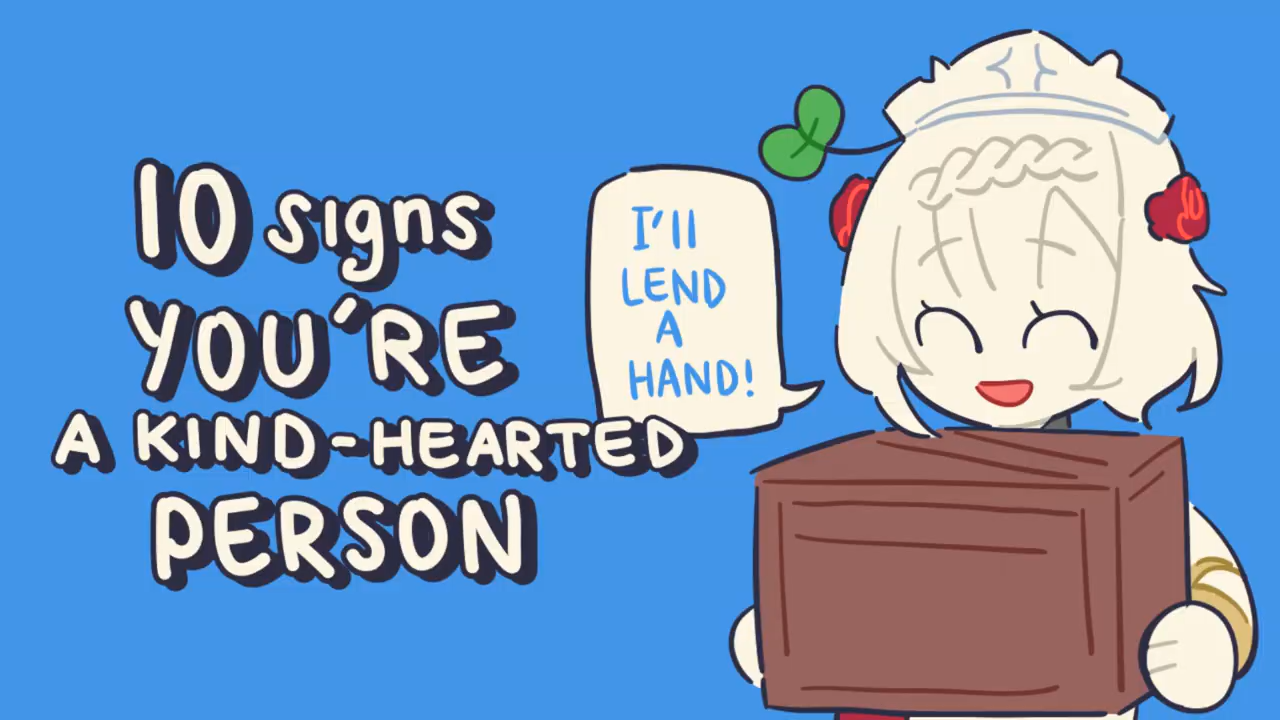 10 signs
YOU'RE
A KIND-HEARTED
PERSON
I'll
LEND
A
HAND!